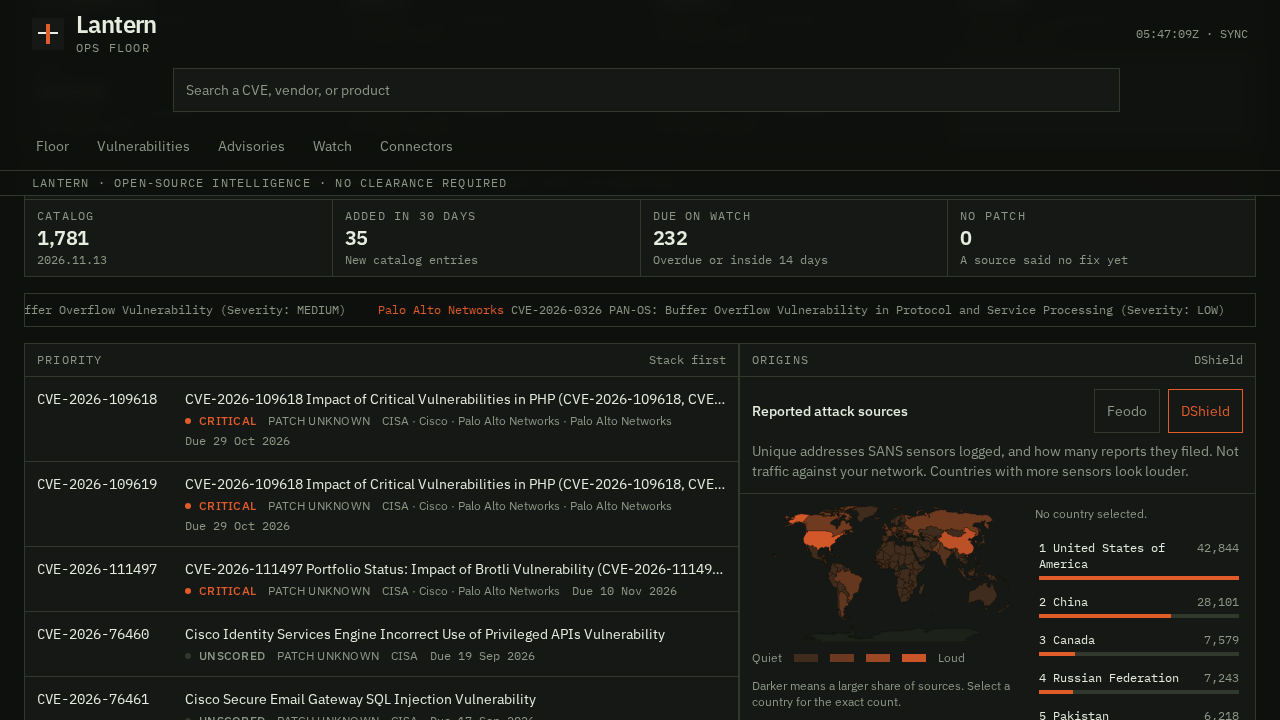 Lantern
OPS FLOOR
05:47:09Z · SYNC
Search a CVE, vendor, or product
Floor Vulnerabilities Advisories Watch Connectors
LANTERN · OPEN-SOURCE INTELLIGENCE · NO CLEARANCE REQUIRED
CATALOG
1,781
2026.11.13
ADDED IN 30 DAYS
35
New catalog entries
DUE ON WATCH
232
Overdue or inside 14 days
NO PATCH
0
A source said no fix yet
ffer Overflow Vulnerability (Severity: MEDIUM) Palo Alto Networks CVE-2026-0326 PAN-OS: Buffer Overflow Vulnerability in Protocol and Service Processing (Severity: LOW)
PRIORITY Stack first
CVE-2026-109618 CVE-2026-109618 Impact of Critical Vulnerabilities in PHP (CVE-2026-109618, CVE...
CRITICAL PATCH UNKNOWN CISA · Cisco · Palo Alto Networks · Palo Alto Networks
Due 29 Oct 2026
CVE-2026-109619 CVE-2026-109618 Impact of Critical Vulnerabilities in PHP (CVE-2026-109618, CVE...
CRITICAL PATCH UNKNOWN CISA · Cisco · Palo Alto Networks · Palo Alto Networks
Due 29 Oct 2026
CVE-2026-111497 CVE-2026-111497 Portfolio Status: Impact of Brotli Vulnerability (CVE-2026-11149...
CRITICAL PATCH UNKNOWN CISA · Cisco · Palo Alto Networks Due 10 Nov 2026
CVE-2026-76460 Cisco Identity Services Engine Incorrect Use of Privileged APIs Vulnerability
UNSCORED PATCH UNKNOWN CISA Due 19 Sep 2026
CVE-2026-76461 Cisco Secure Email Gateway SQL Injection Vulnerability
UNSCORED PATCH UNKNOWN CISA Due 17 Sep 2026
ORIGINS DShield
Reported attack sources Feodo DShield
Unique addresses SANS sensors logged, and how many reports they filed. Not
traffic against your network. Countries with more sensors look louder.
Quiet Loud
Darker means a larger share of sources. Select a
country for the exact count.
No country selected.
1 United States of 42,844
America
2 China 28,101
3 Canada 7,579
4 Russian Federation 7,243
5 Pakistan 6,218